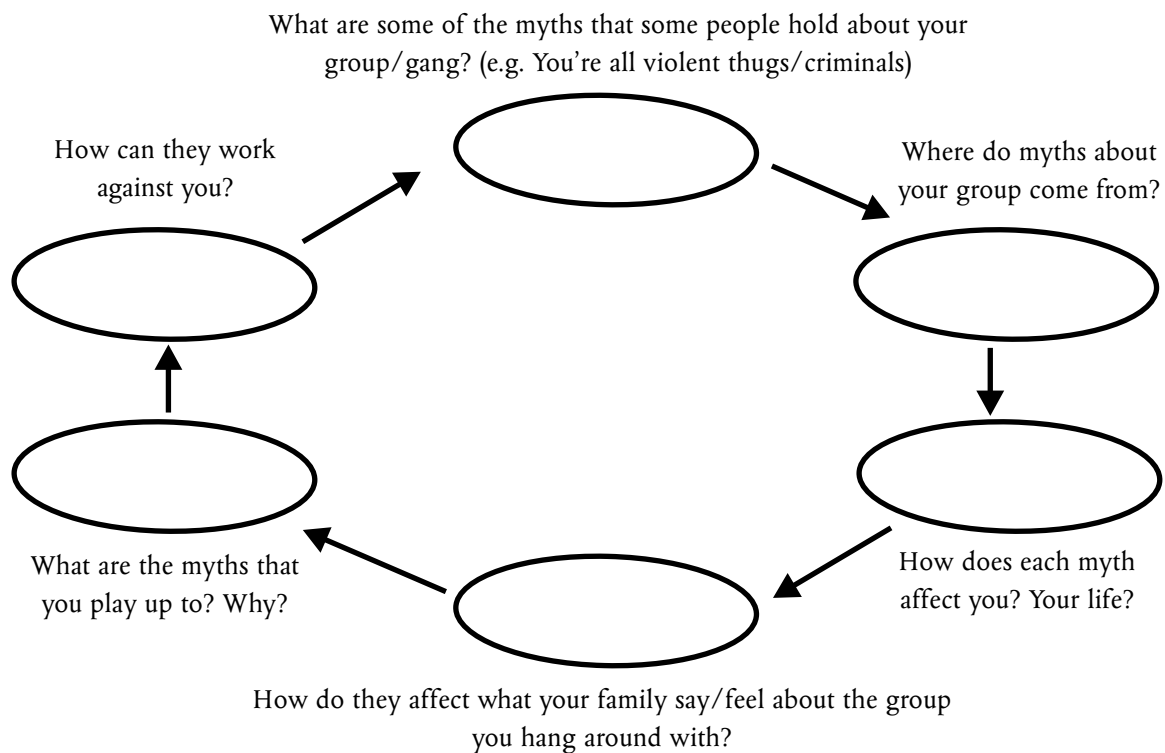 What are some of the myths that some people hold about your
group/gang? (e.g. You’re all violent thugs/criminals)
Where do myths about
your group come from?
How does each myth
affect you? Your life?
How do they affect what your family say/feel about the group
you hang around with?
What are the myths that
you play up to? Why?
How can they work
against you?